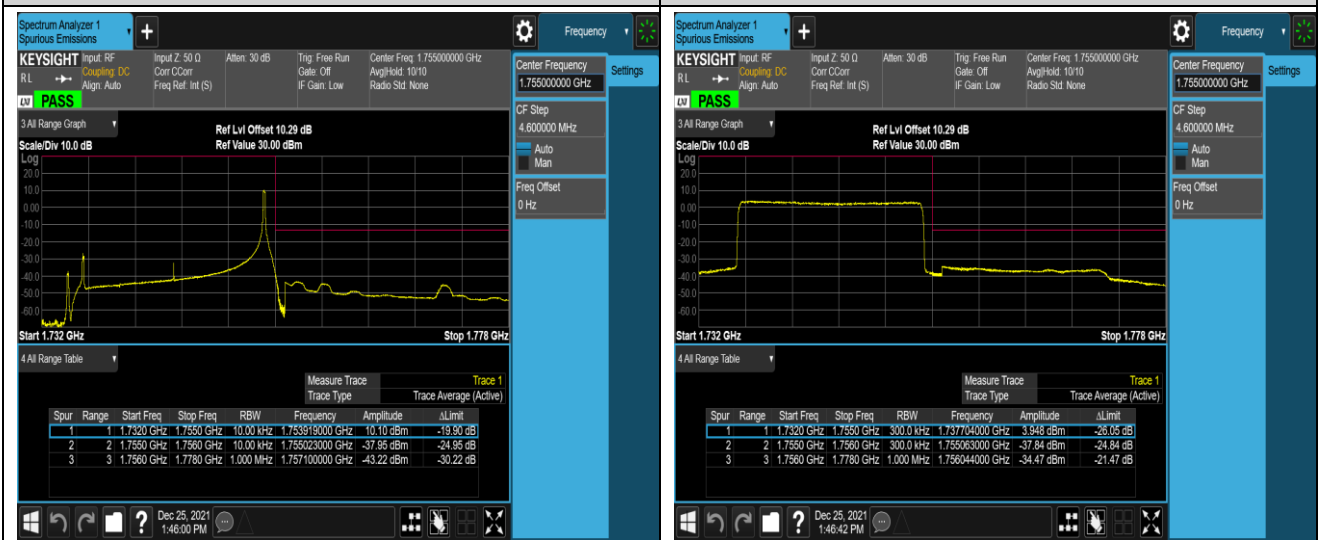 Spectrum Analyzer 1
Spurious Emissions
Frequency
KEYSIGHT Input: RF Input Z: 50 Ω Atten: 30 dB Trig: Free Run Center Freq: 1.755000000 GHz
RL Coupling: DC Corr CCorr Gate: Off Avg|Hold: 10/10
Align: Auto Freq Ref: Int (S) IF Gain: Low Radio Std: None
LXI PASS
Center Frequency
1.755000000 GHz
Settings
CF Step
4.600000 MHz
Auto
Man
Freq Offset
0 Hz
3 All Range Graph
Ref Lvl Offset 10.29 dB
Scale/Div 10.0 dB Ref Value 30.00 dBm
Log
20.0
10.0
0.00
-10.0
-20.0
-30.0
-40.0
-50.0
-60.0
Start 1.732 GHz Stop 1.778 GHz
4 All Range Table
Measure Trace Trace 1
Trace Type Trace Average (Active)
Spur Range Start Freq Stop Freq RBW Frequency Amplitude ΔLimit
1 1 1.7320 GHz 1.7550 GHz 10.00 kHz 1.753919000 GHz 10.10 dBm -19.90 dB
2 2 1.7550 GHz 1.7560 GHz 10.00 kHz 1.755023000 GHz -37.95 dBm -24.95 dB
3 3 1.7560 GHz 1.7780 GHz 1.000 MHz 1.757100000 GHz -43.22 dBm -30.22 dB
? Dec 25, 2021
1:46:00 PM
Spectrum Analyzer 1
Spurious Emissions
Frequency
KEYSIGHT Input: RF Input Z: 50 Ω Atten: 30 dB Trig: Free Run Center Freq: 1.755000000 GHz
RL Coupling: DC Corr CCorr Gate: Off Avg|Hold: 10/10
Align: Auto Freq Ref: Int (S) IF Gain: Low Radio Std: None
LXI PASS
Center Frequency
1.755000000 GHz
Settings
CF Step
4.600000 MHz
Auto
Man
Freq Offset
0 Hz
3 All Range Graph
Ref Lvl Offset 10.29 dB
Scale/Div 10.0 dB Ref Value 30.00 dBm
Log
20.0
10.0
0.00
-10.0
-20.0
-30.0
-40.0
-50.0
-60.0
Start 1.732 GHz Stop 1.778 GHz
4 All Range Table
Measure Trace Trace 1
Trace Type Trace Average (Active)
Spur Range Start Freq Stop Freq RBW Frequency Amplitude ΔLimit
1 1 1.7320 GHz 1.7550 GHz 300.0 kHz 1.737704000 GHz 3.948 dBm -26.05 dB
2 2 1.7550 GHz 1.7560 GHz 300.0 kHz 1.755063000 GHz -37.84 dBm -24.84 dB
3 3 1.7560 GHz 1.7780 GHz 1.000 MHz 1.756044000 GHz -34.47 dBm -21.47 dB
? Dec 25, 2021
1:46:42 PM